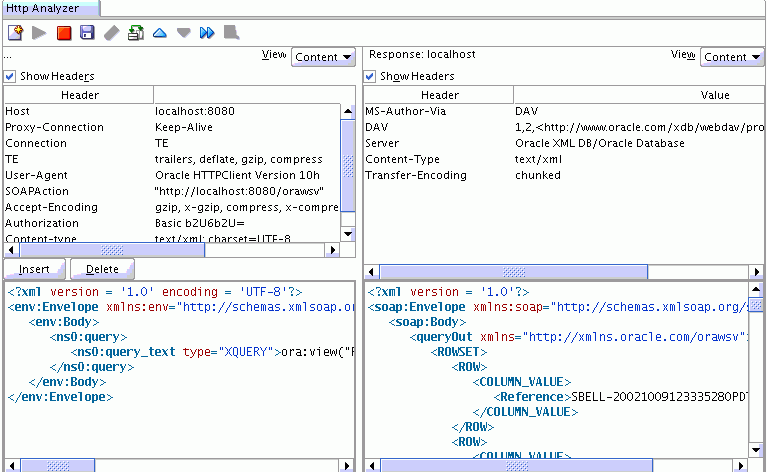 Http Analyzer
...
View
Content
Show Headers
Header
Host localhost:8080
Proxy-Connection Keep-Alive
Connection TE
TE trailers, deflate, gzip, compress
User-Agent Oracle HTTPClient Version 10h
SOAPAction "http://localhost:8080/orawsv"
Accept-Encoding gzip, x-gzip, compress, x-compre
Authorization Basic b2U6b2U=
Content-type text/xml; charset=UTF-8
Insert
Delete
<?xml version = '1.0' encoding = 'UTF-8'?>
<env:Envelope xmlns:env="http://schemas.xmlsoap.or
<env:Body>
<ns0:query>
<ns0:query_text type="XQUERY">ora:view("
</ns0:query>
</env:Body>
</env:Envelope>
Response: localhost
View
Content
Show Headers
Header Value
MS-Author-Via DAV
DAV 1,2,<http://www.oracle.com/xdb/webdav/pro
Server Oracle XML DB/Oracle Database
Content-Type text/xml
Transfer-Encoding chunked
<?xml version = '1.0'?>
<soap:Envelope xmlns:soap="http://schemas.xmlsoap.org/s
<soap:Body>
<queryOut xmlns="http://xmlns.oracle.com/orawsv"
<ROWSET>
<ROW>
<COLUMN_VALUE>
<Reference>SBELL-20021009123335280PDT
</COLUMN_VALUE>
</ROW>
<ROW>
<COLUMN_VALUE>